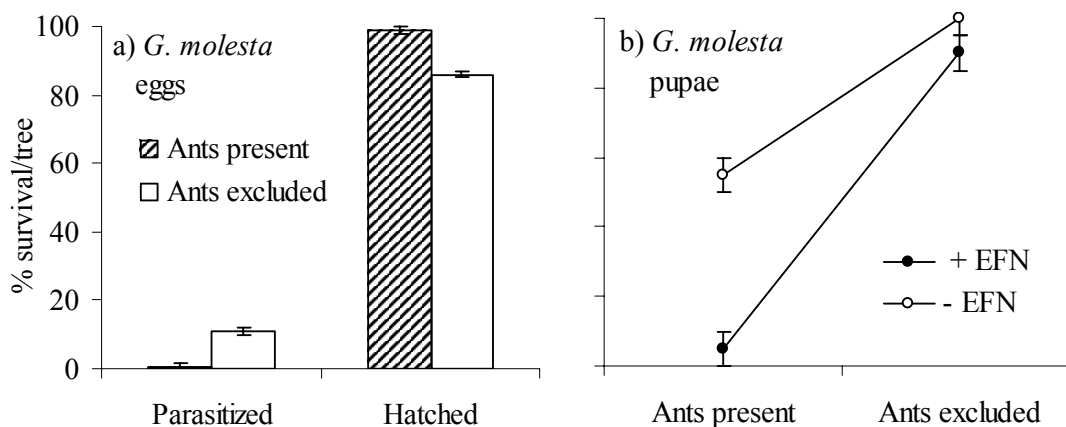 a) G. molesta
eggs
Ants present
Ants excluded
% survival/tree
100
80
60
40
20
0
Parasitized
Hatched
b) G. molesta
pupae
+ EFN
- EFN
Ants present
Ants excluded